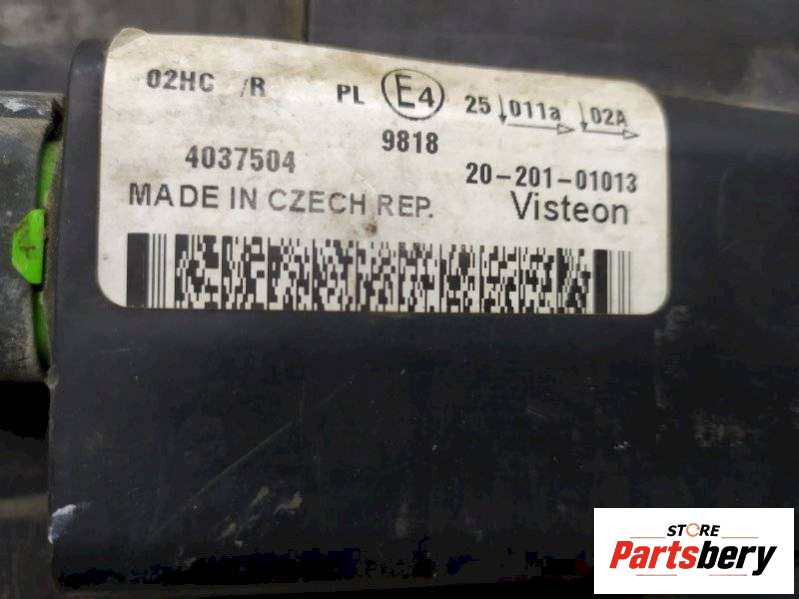 02HC /R PL E4 25 011a 02A
9818
4037504 20-201-01013
MADE IN CZECH REP. Visteon
STORE
Partsbery